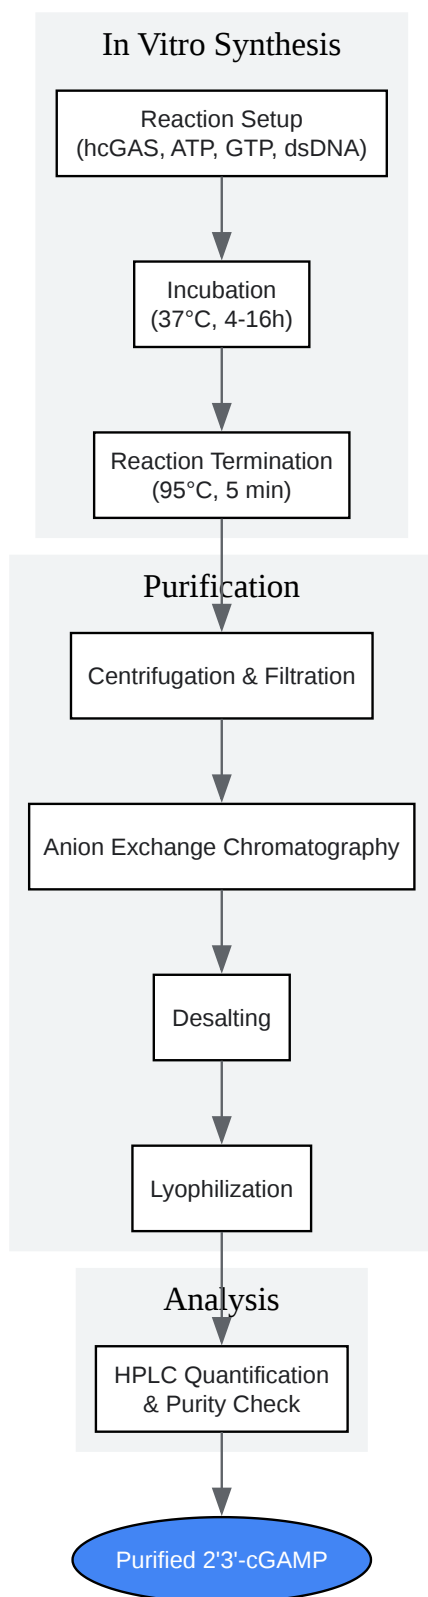 In Vitro Synthesis
Reaction Setup
(hcGAS, ATP, GTP, dsDNA)
Incubation
(37°C, 4-16h)
Reaction Termination
(95°C, 5 min)
Purification
Centrifugation & Filtration
Anion Exchange Chromatography
Desalting
Lyophilization
Analysis
HPLC Quantification
& Purity Check
Purified 2'3'-cGAMP